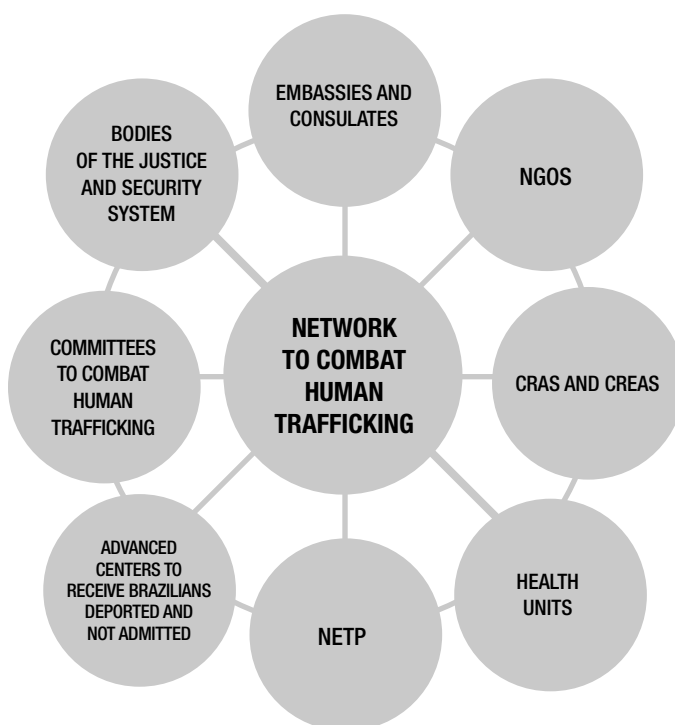 EMBASSIES AND
CONSULATES
BODIES
OF THE JUSTICE
AND SECURITY
SYSTEM
NGOS
NETWORK
TO COMBAT
HUMAN
TRAFFICKING
COMMITTEES
TO COMBAT
HUMAN
TRAFFICKING
CRAS AND CREAS
ADVANCED
CENTERS TO
RECEIVE BRAZILIANS
DEPORTED AND
NOT ADMITTED
HEALTH
UNITS
NETP